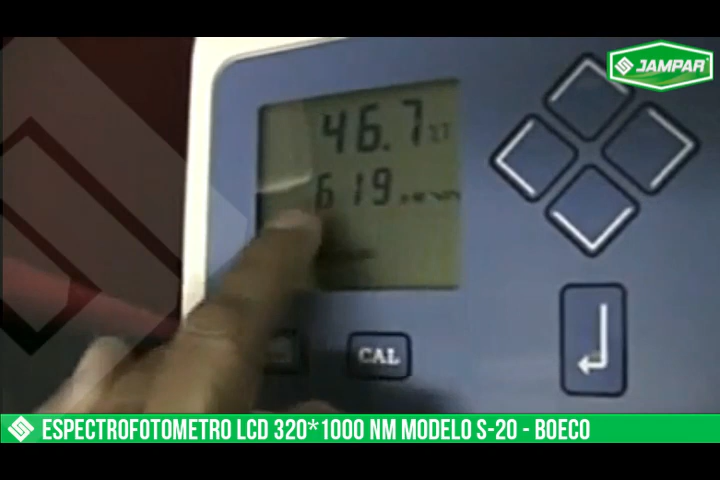 JAMPAR
46.7
619
CAL
ESPECTROFOTOMETRO LCD 320*1000 NM MODELO S-20 - BOECO